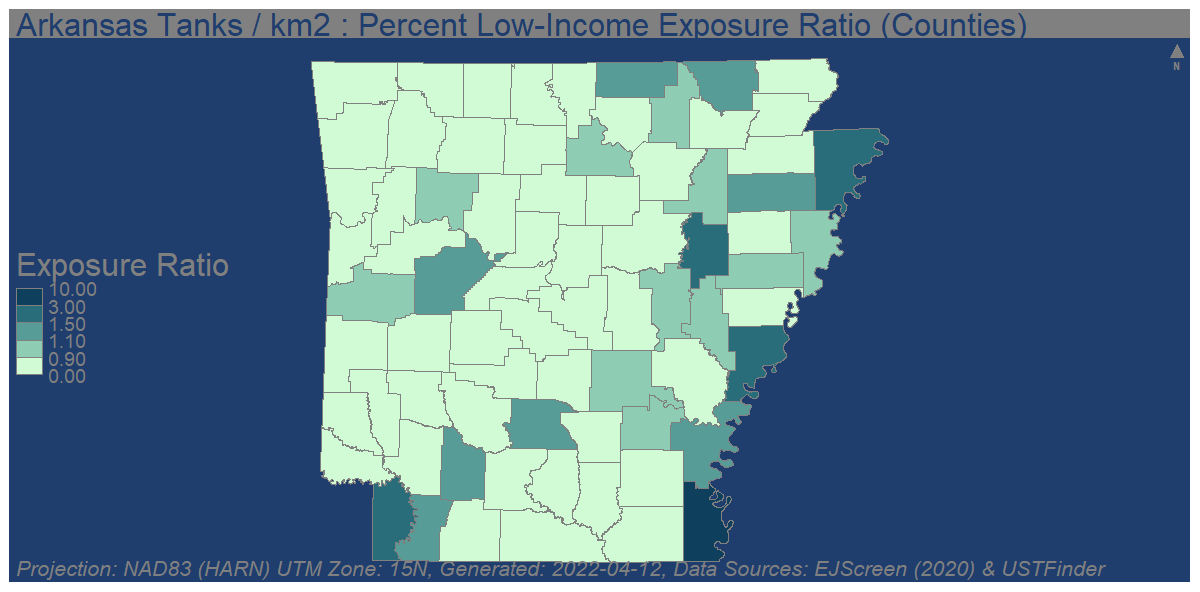 Arkansas Tanks / km2 : Percent Low-Income Exposure Ratio (Counties)
N
Exposure Ratio
10.00
3.00
1.50
1.10
0.90
0.00
Projection: NAD83 (HARN) UTM Zone: 15N, Generated: 2022-04-12, Data Sources: EJScreen (2020) & USTFinder